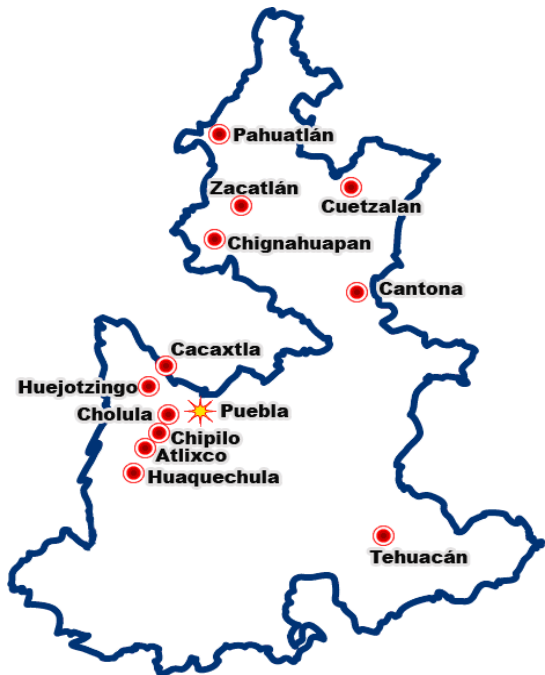 Pahuatlán
Zacatlán
Cuetzalan
Chignahuapan
Cantona
Cacaxtla
Huejotzingo
Cholula
Puebla
Chipilo
Atlixco
Huaquechula
Tehuacán